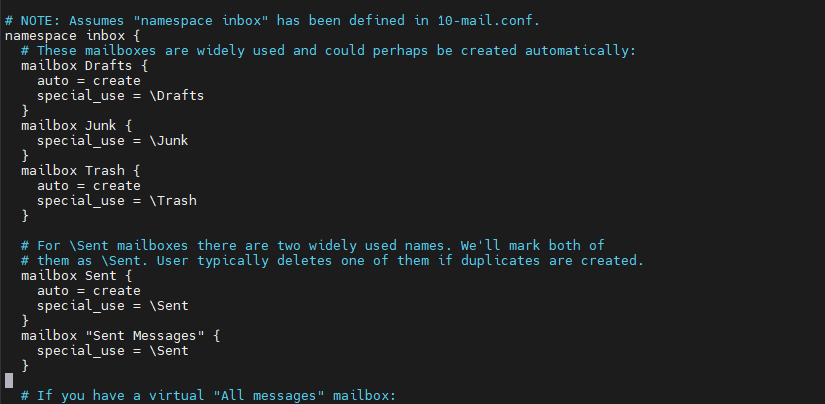 # NOTE: Assumes "namespace inbox" has been defined in 10-mail.conf.
namespace inbox {
  # These mailboxes are widely used and could perhaps be created automatically:
  mailbox Drafts {
    auto = create
    special_use = \Drafts
  }
  mailbox Junk {
    special_use = \Junk
  }
  mailbox Trash {
    auto = create
    special_use = \Trash
  }

  # For \Sent mailboxes there are two widely used names. We'll mark both of
  # them as \Sent. User typically deletes one of them if duplicates are created.
  mailbox Sent {
    auto = create
    special_use = \Sent
  }
  mailbox "Sent Messages" {
    special_use = \Sent
  }

  # If you have a virtual "All messages" mailbox: